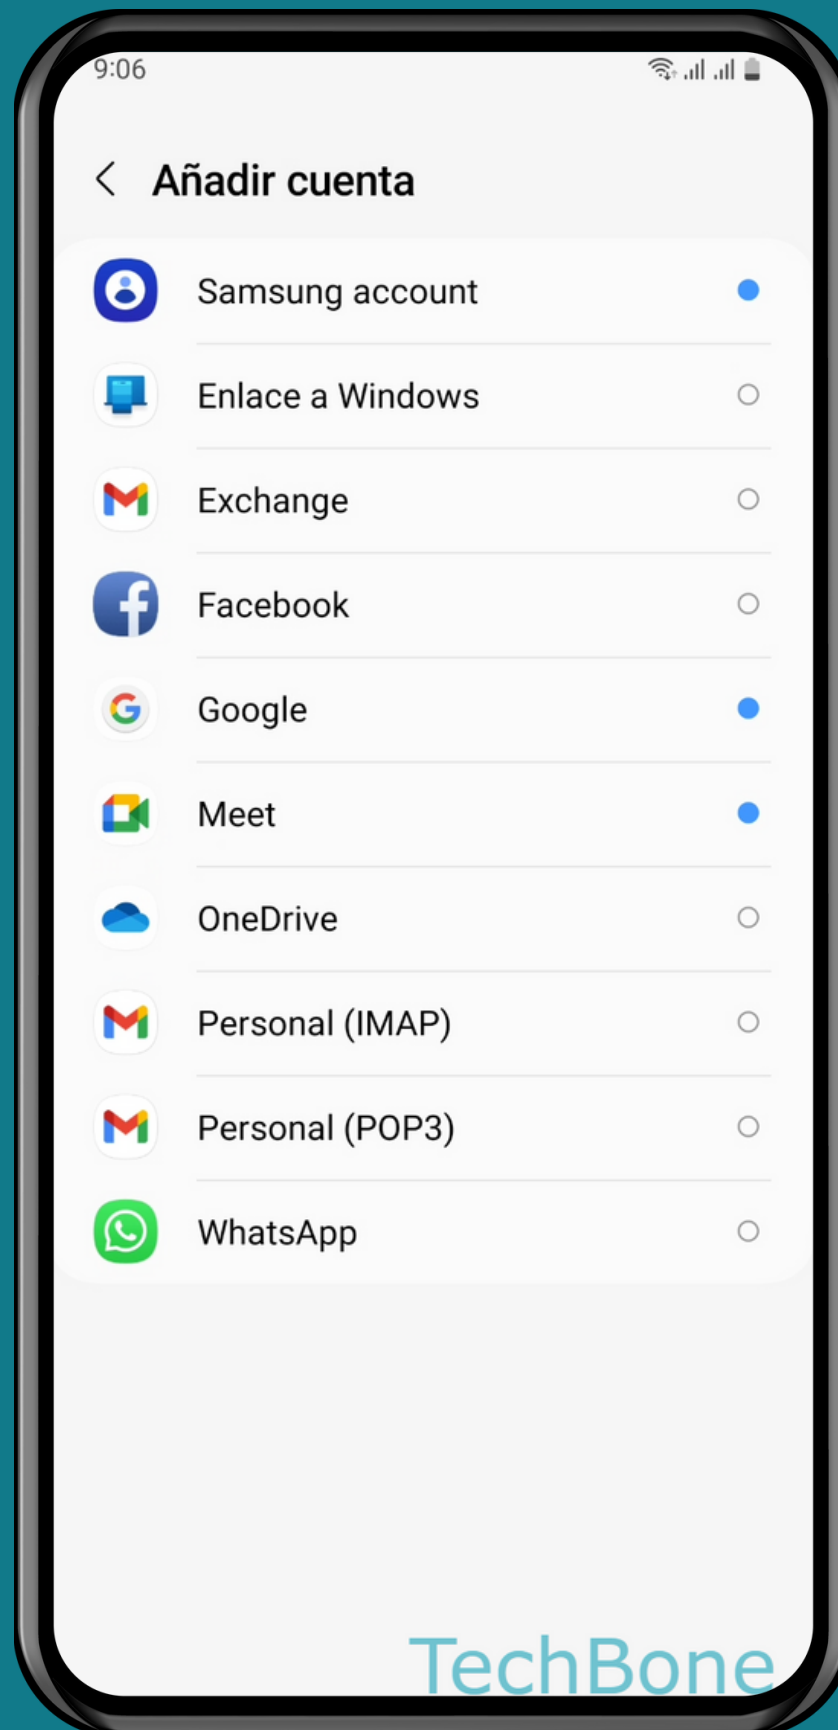 9:06
Añadir cuenta
Samsung account
Enlace a Windows
Exchange
Facebook
Google
Meet
OneDrive
Personal (IMAP)
Personal (POP3)
WhatsApp
TechBone